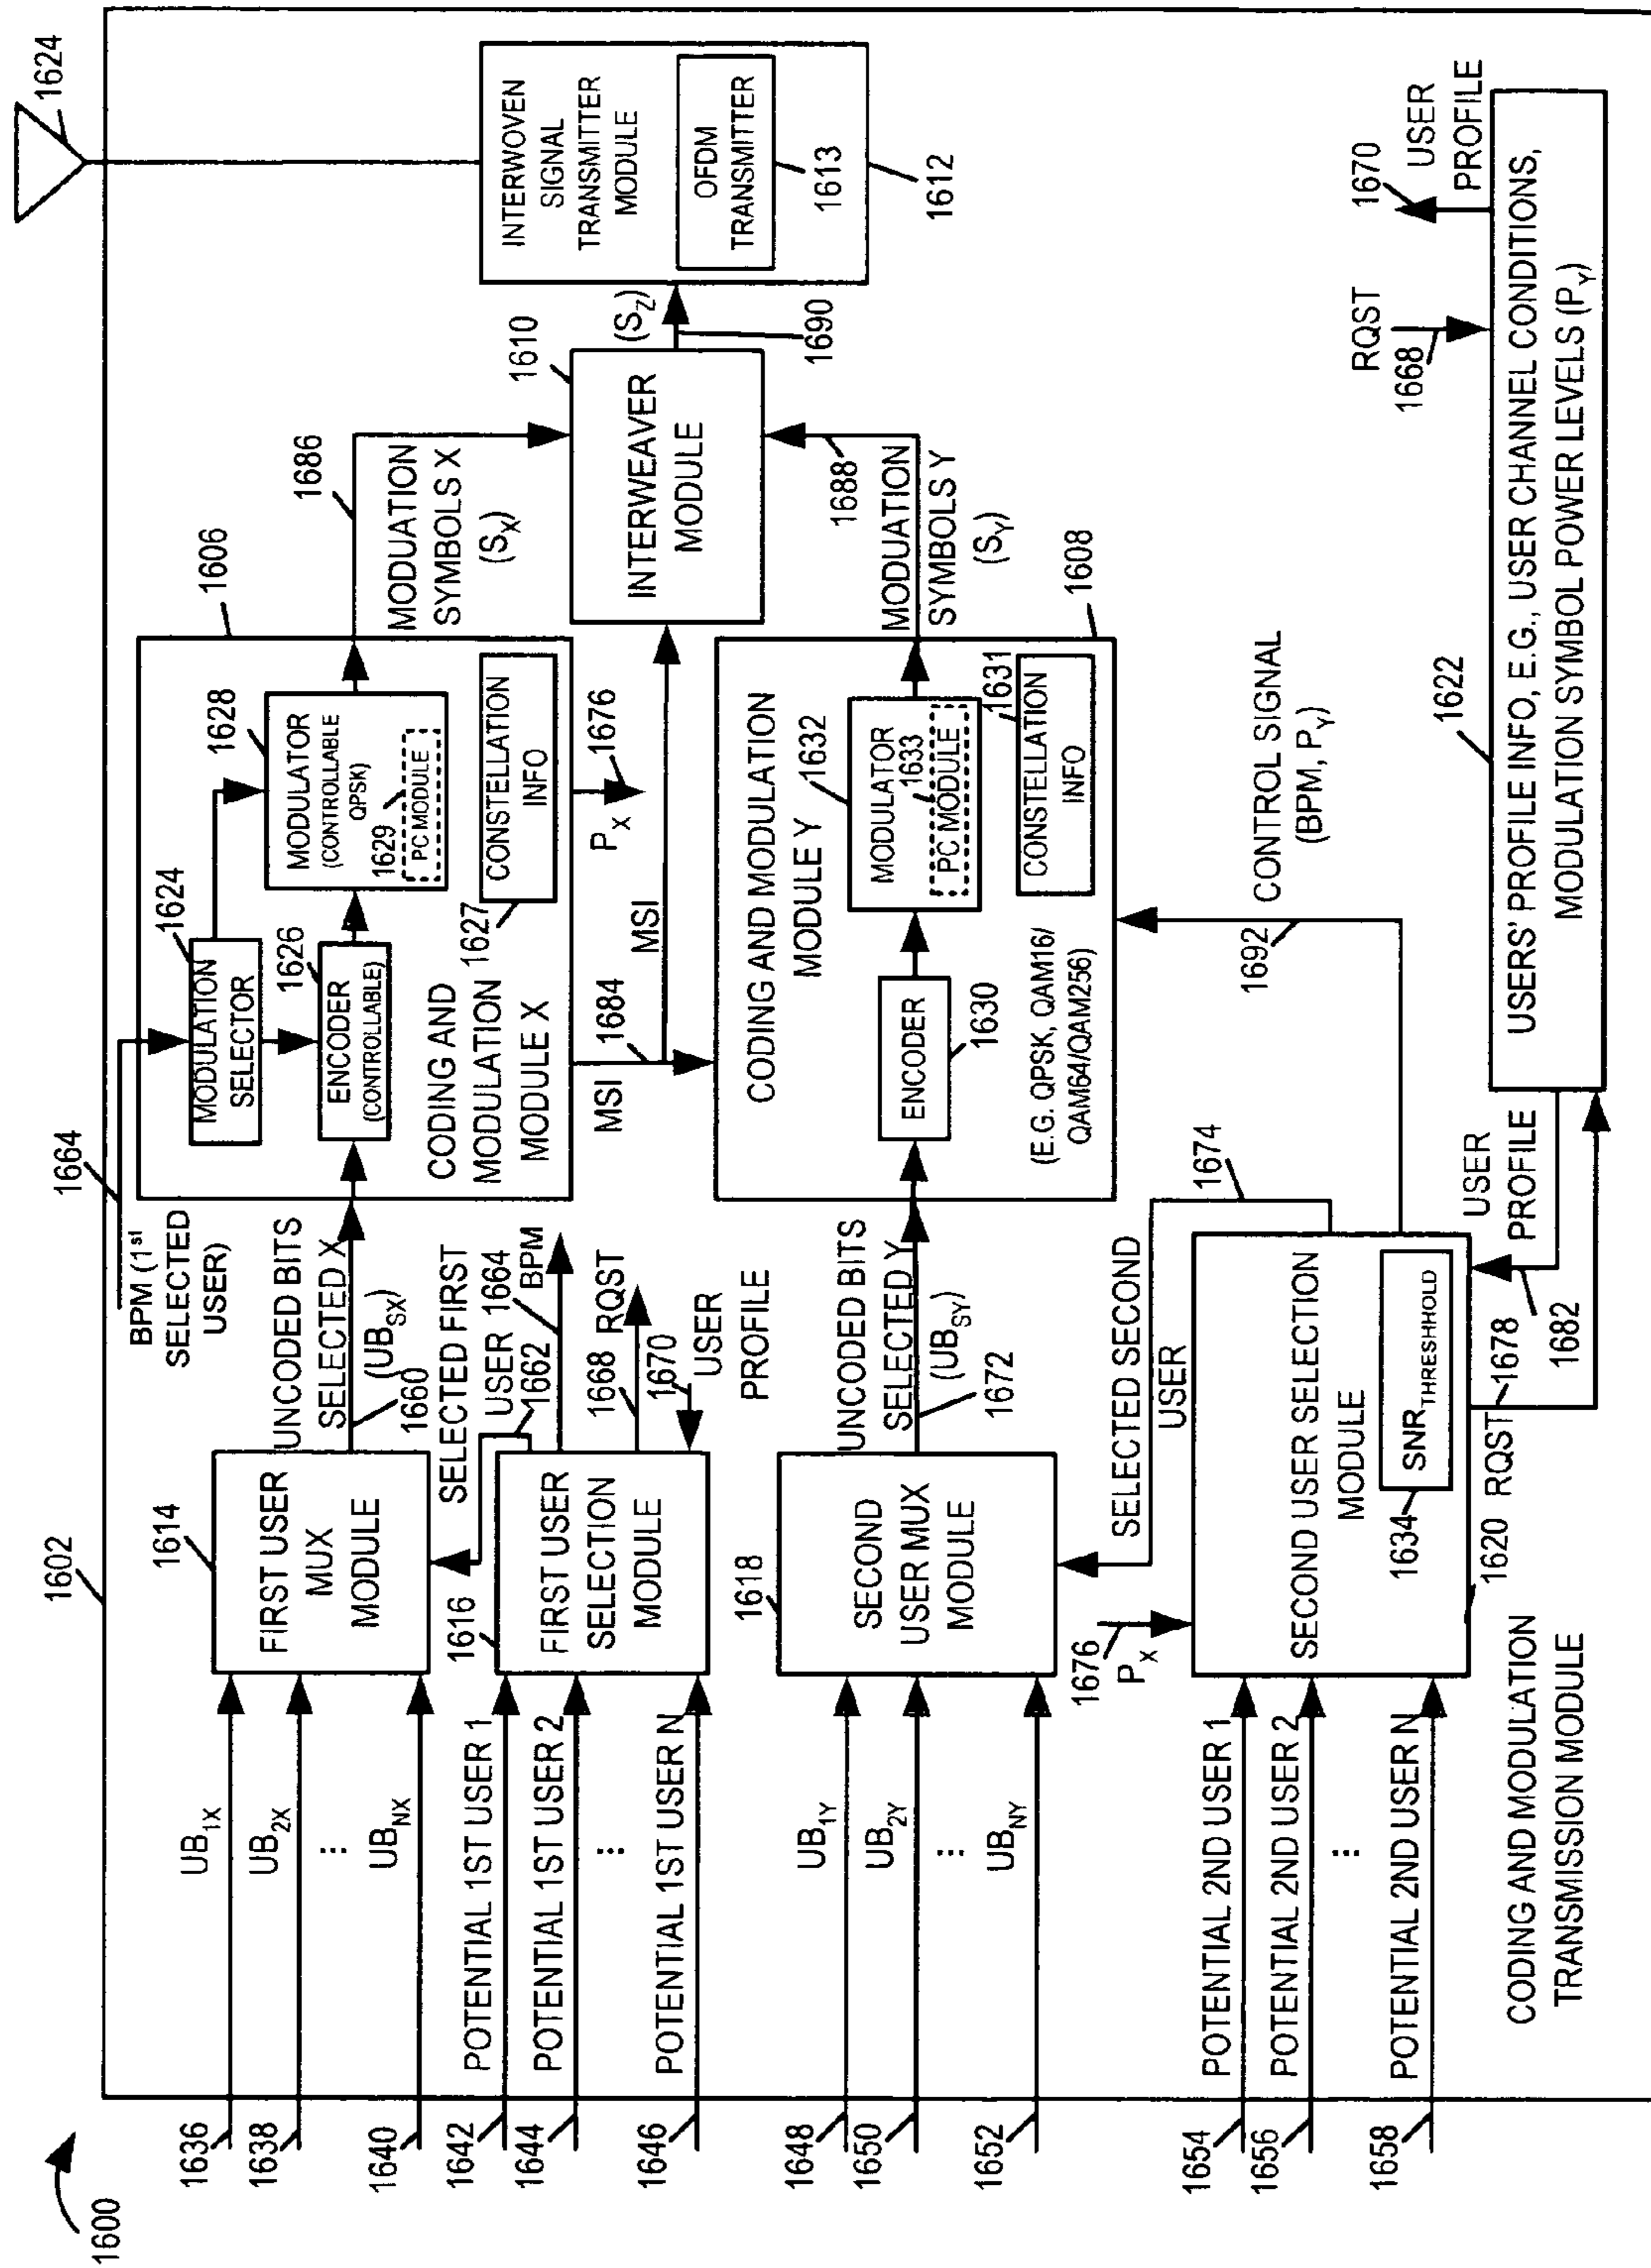 1600
1602
1624
1636
UB1X
1638
UB2X
⋮
1640
UBNX
1614
FIRST USER
MUX
MODULE
UNCODED BITS
SELECTED X
(UBSX)
1660
1664
BPM (1st
SELECTED
USER)
1624
MODULATION
SELECTOR
1626
ENCODER
(CONTROLLABLE)
1628
MODULATOR
(CONTROLLABLE
QPSK)
1629
PC MODULE
1606
CODING AND
MODULATION
MODULE X
1627
CONSTELLATION
INFO
PX
1676
1686
MODUATION
SYMBOLS X
(SX)
1642
POTENTIAL 1ST USER 1
1644
POTENTIAL 1ST USER 2
⋮
1646
POTENTIAL 1ST USER N
1616
FIRST USER
SELECTION
MODULE
SELECTED FIRST
USER
1662
1664
BPM
RQST
1668
1670
USER
PROFILE
MSI
1684
MSI
1610
INTERWEAVER
MODULE
(SZ)
1690
INTERWOVEN
SIGNAL
TRANSMITTER
MODULE
OFDM
TRANSMITTER
1613
1612
1648
UB1Y
1650
UB2Y
⋮
1652
UBNY
1618
SECOND
USER MUX
MODULE
UNCODED BITS
SELECTED Y
(UBSY)
1672
CODING AND MODULATION
MODULE Y
ENCODER
1630
1632
MODULATOR
1633
PC MODULE
1631
CONSTELLATION
INFO
(E.G. QPSK, QAM16/
QAM64/QAM256)
1608
1688
MODUATION
SYMBOLS Y
(SY)
SELECTED SECOND
USER
1674
1676
PX
1654
POTENTIAL 2ND USER 1
1656
POTENTIAL 2ND USER 2
⋮
1658
POTENTIAL 2ND USER N
SECOND USER SELECTION
MODULE
1634
SNRTHRESHHOLD
1620
RQST
1678
1682
USER
PROFILE
1692
CONTROL SIGNAL
(BPM, PY)
1622
USERS' PROFILE INFO, E.G., USER CHANNEL CONDITIONS,
MODULATION SYMBOL POWER LEVELS (PY)
RQST
1668
1670
USER
PROFILE
CODING AND MODULATION
TRANSMISSION MODULE